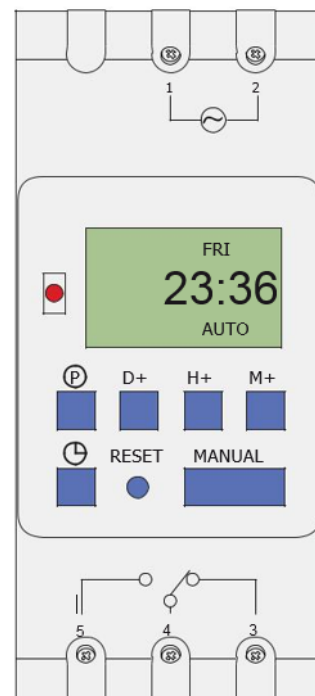 1 2
FRI
23:36
AUTO
P D+ H+ M+
RESET MANUAL
5 4 3